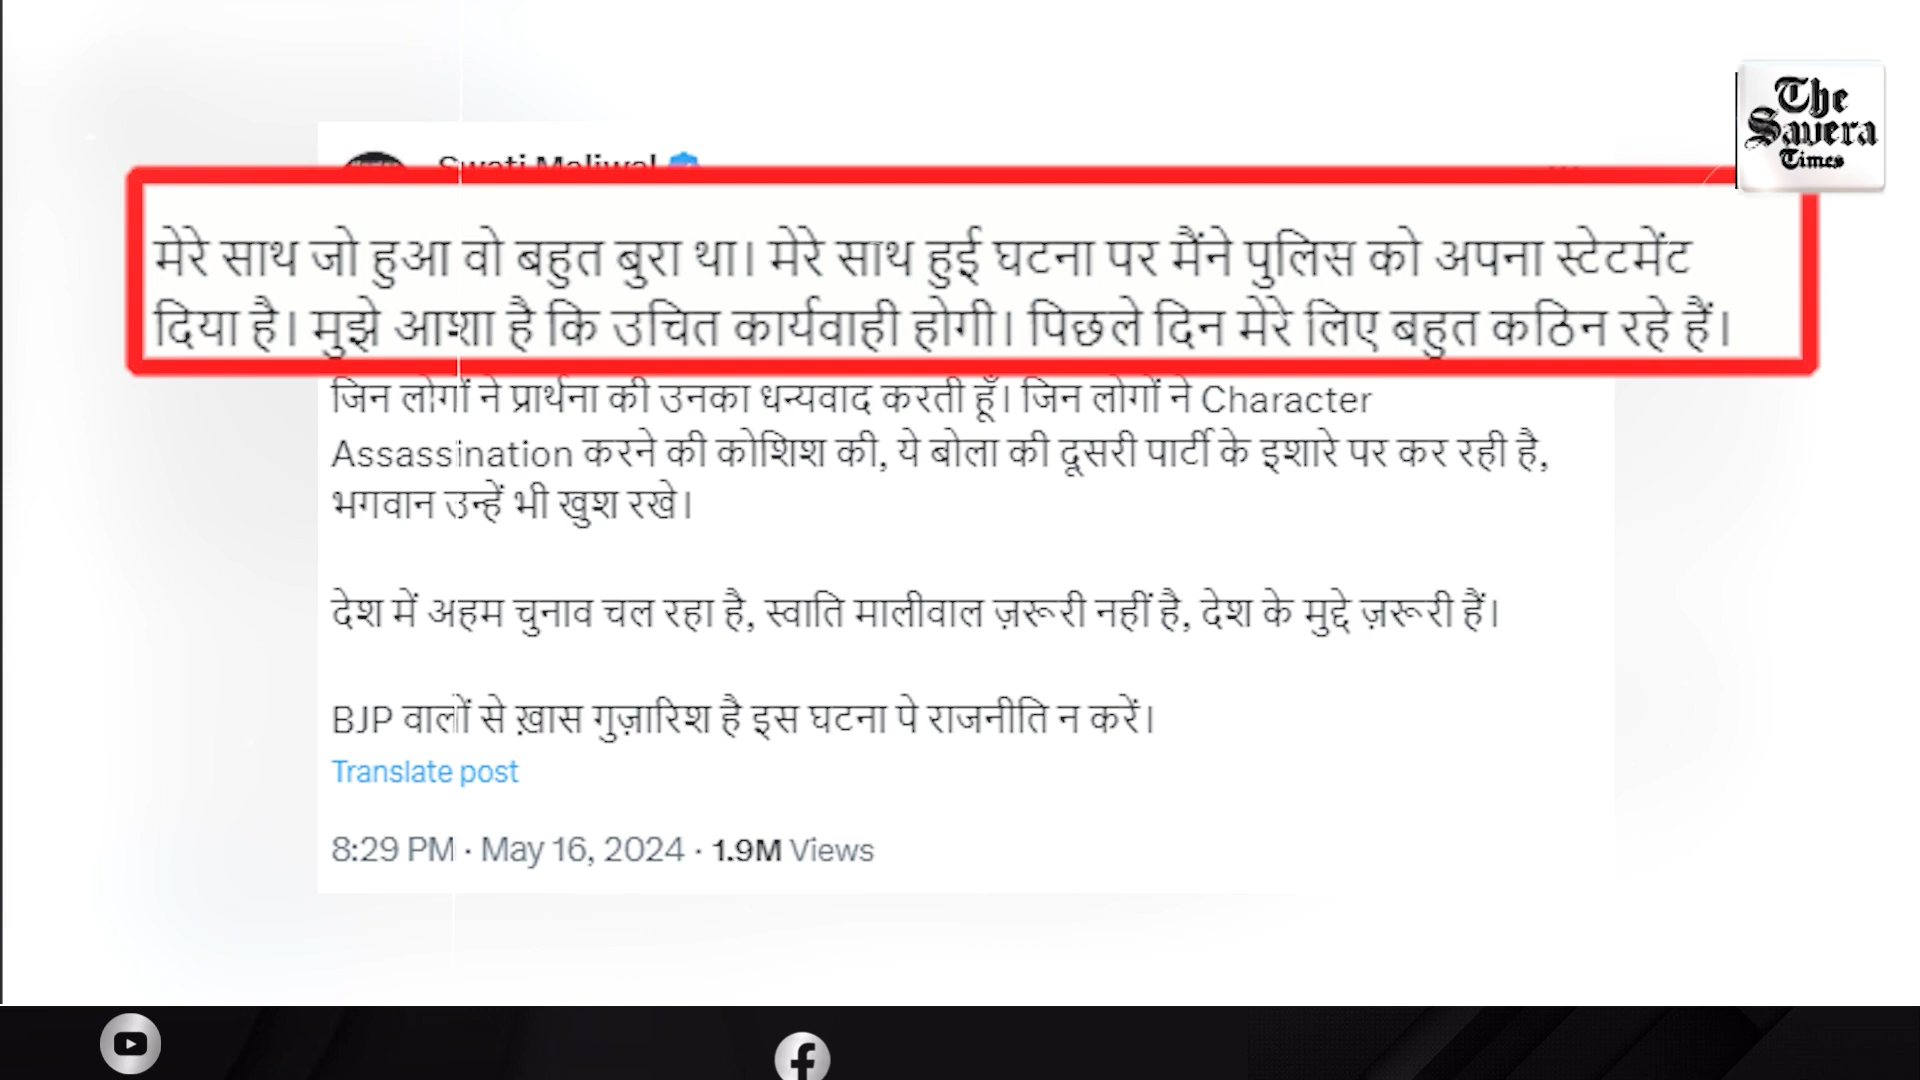 The
Savera
Times
Swati Maliwal
मेरे साथ जो हुआ वो बहुत बुरा था। मेरे साथ हुई घटना पर मैंने पुलिस को अपना स्टेटमेंट
दिया है। मुझे आशा है कि उचित कार्यवाही होगी। पिछले दिन मेरे लिए बहुत कठिन रहे हैं।
जिन लोगों ने प्रार्थना की उनका धन्यवाद करती हूँ। जिन लोगों ने Character
Assassination करने की कोशिश की, ये बोला की दूसरी पार्टी के इशारे पर कर रही है,
भगवान उन्हें भी खुश रखे।
देश में अहम चुनाव चल रहा है, स्वाति मालीवाल ज़रूरी नहीं है, देश के मुद्दे ज़रूरी हैं।
BJP वालों से ख़ास गुज़ारिश है इस घटना पे राजनीति न करें।
Translate post
8:29 PM · May 16, 2024 · 1.9M Views